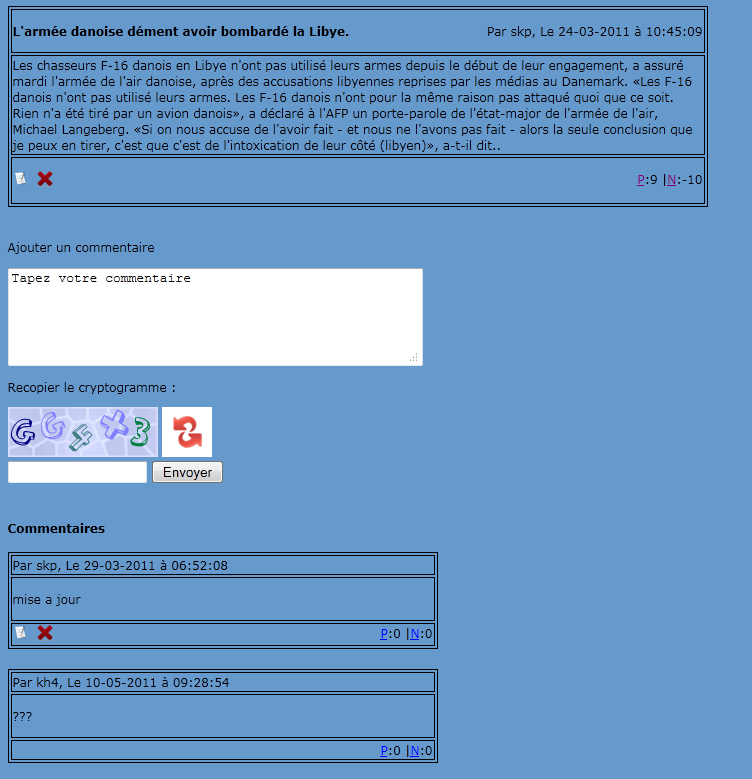 L'armée danoise dément avoir bombardé la Libye. Par skp, Le 24-03-2011 à 10:45:09
Les chasseurs F-16 danois en Libye n'ont pas utilisé leurs armes depuis le début de leur engagement, a assuré
mardi l'armée de l'air danoise, après des accusations libyennes reprises par les médias au Danemark. «Les F-16
danois n'ont pas utilisé leurs armes. Les F-16 danois n'ont pour la même raison pas attaqué quoi que ce soit.
Rien n'a été tiré par un avion danois», a déclaré à l'AFP un porte-parole de l'état-major de l'armée de l'air,
Michael Langeberg. «Si on nous accuse de l'avoir fait - et nous ne l'avons pas fait - alors la seule conclusion que
je peux en tirer, c'est que c'est de l'intoxication de leur côté (libyen)», a-t-il dit..
P:9 |N:-10
Ajouter un commentaire
Tapez votre commentaire
Recopier le cryptogramme :
G G F X 3
Envoyer
Commentaires
Par skp, Le 29-03-2011 à 06:52:08
mise a jour
P:0 |N:0
Par kh4, Le 10-05-2011 à 09:28:54
???
P:0 |N:0